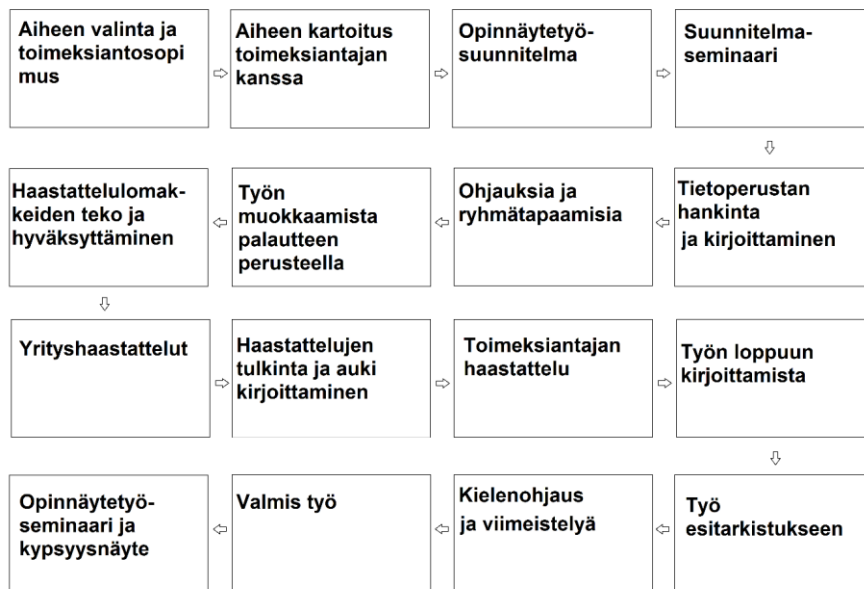 Aiheen valinta ja
toimeksiantosopi
mus
Aiheen kartoitus
toimeksiantajan
kanssa
Opinnäytetyö-
suunnitelma
Suunnitelma-
seminaari
Tietoperustan
hankinta
ja kirjoittaminen
Ohjauksia ja
ryhmätapaamisia
Työn
muokkaamista
palautteen
perusteella
Haastattelulomak-
keiden teko ja
hyväksyttäminen
Yrityshaastattelut
Haastattelujen
tulkinta ja auki
kirjoittaminen
Toimeksiantajan
haastattelu
Työn loppuun
kirjoittamista
Työ
esitarkistukseen
Kielenohjaus
ja viimeistelyä
Valmis työ
Opinnäytetyö-
seminaari ja
kypsyysnäyte